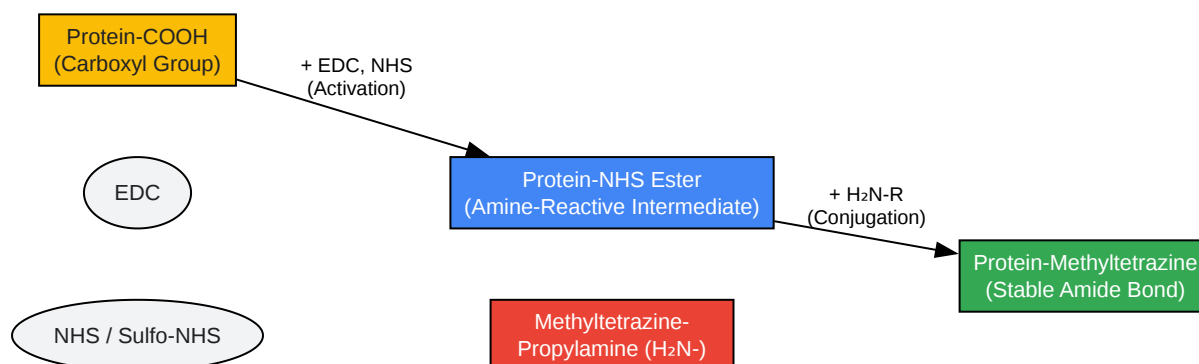 Protein-COOH
(Carboxyl Group)
+ EDC, NHS
(Activation)
EDC
Protein-NHS Ester
(Amine-Reactive Intermediate)
+ H₂N-R
(Conjugation)
Protein-Methyltetrazine
(Stable Amide Bond)
NHS / Sulfo-NHS
Methyltetrazine-
Propylamine (H₂N-)